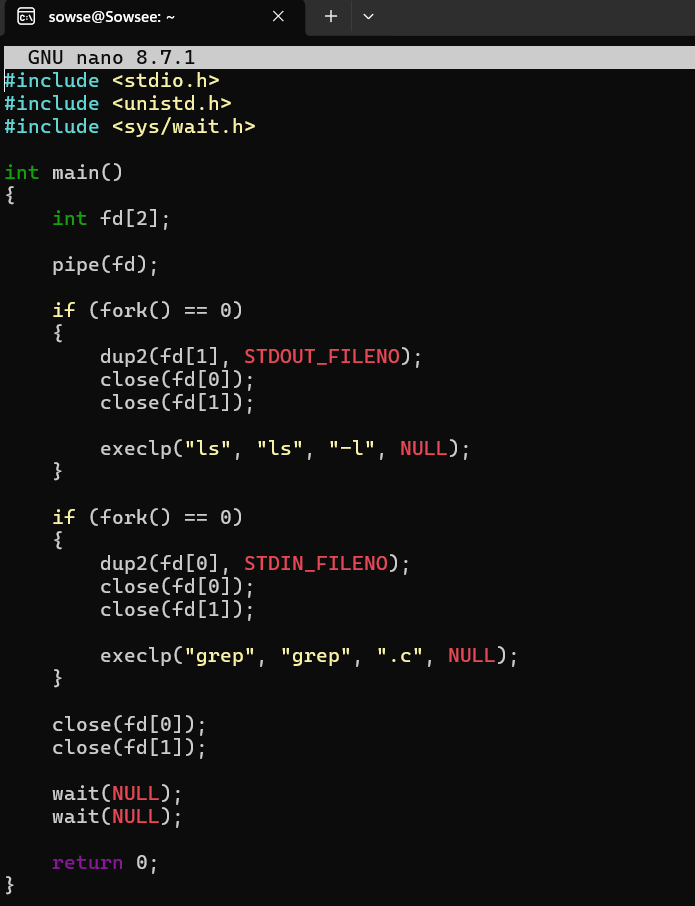 sowse@Sowsee: ~
GNU nano 8.7.1
#include <stdio.h>
#include <unistd.h>
#include <sys/wait.h>

int main()
{
    int fd[2];

    pipe(fd);

    if (fork() == 0)
    {
        dup2(fd[1], STDOUT_FILENO);
        close(fd[0]);
        close(fd[1]);

        execlp("ls", "ls", "-l", NULL);
    }

    if (fork() == 0)
    {
        dup2(fd[0], STDIN_FILENO);
        close(fd[0]);
        close(fd[1]);

        execlp("grep", "grep", ".c", NULL);
    }

    close(fd[0]);
    close(fd[1]);

    wait(NULL);
    wait(NULL);

    return 0;
}